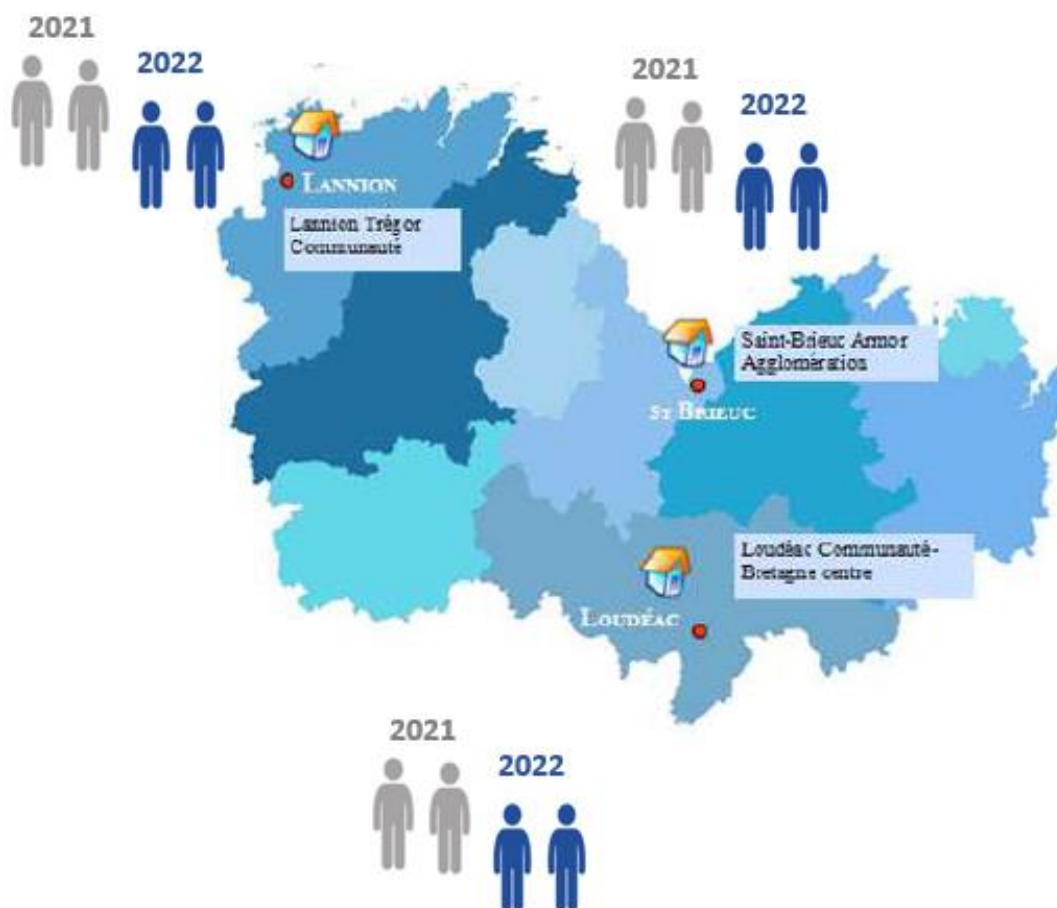 2021
2022
LANNION
Lannion Trégor
Communauté
2021
2022
Saint-Brieuc Armor
Agglomération
ST BRIEUC
Loudéac Communauté-
Bretagne centre
LOUDÉAC
2021
2022